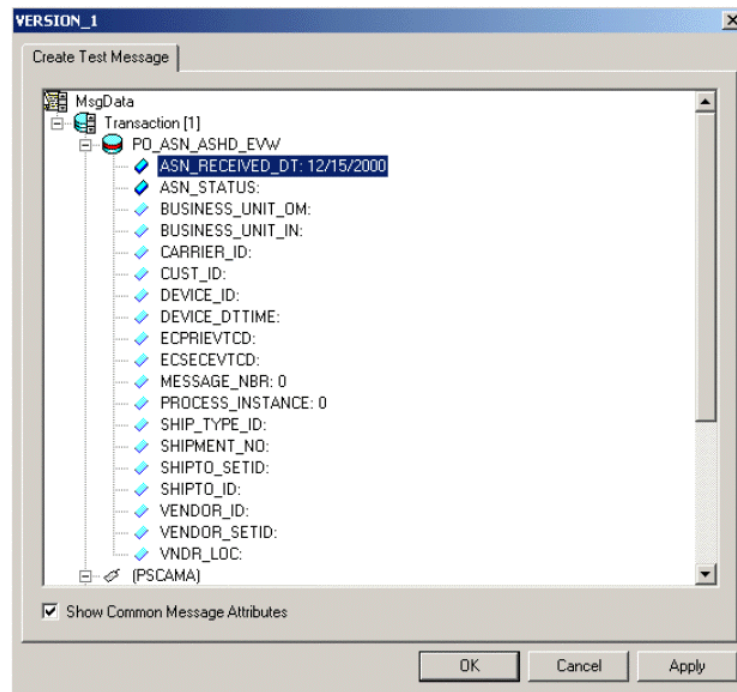 VERSION_1
Create Test Message
MsgData
Transaction [1]
PO_ASN_ASHD_EVW
ASN_RECEIVED_DT: 12/15/2000
ASN_STATUS:
BUSINESS_UNIT_OM:
BUSINESS_UNIT_IN:
CARRIER_ID:
CUST_ID:
DEVICE_ID:
DEVICE_DTTIME:
ECPRIEVTCD:
ECSECEVTCD:
MESSAGE_NBR: 0
PROCESS_INSTANCE: 0
SHIP_TYPE_ID:
SHIPMENT_NO:
SHIPTO_SETID:
SHIPTO_ID:
VENDOR_ID:
VENDOR_SETID:
VNDR_LOC:
(PSCAMA)
Show Common Message Attributes
OK Cancel Apply